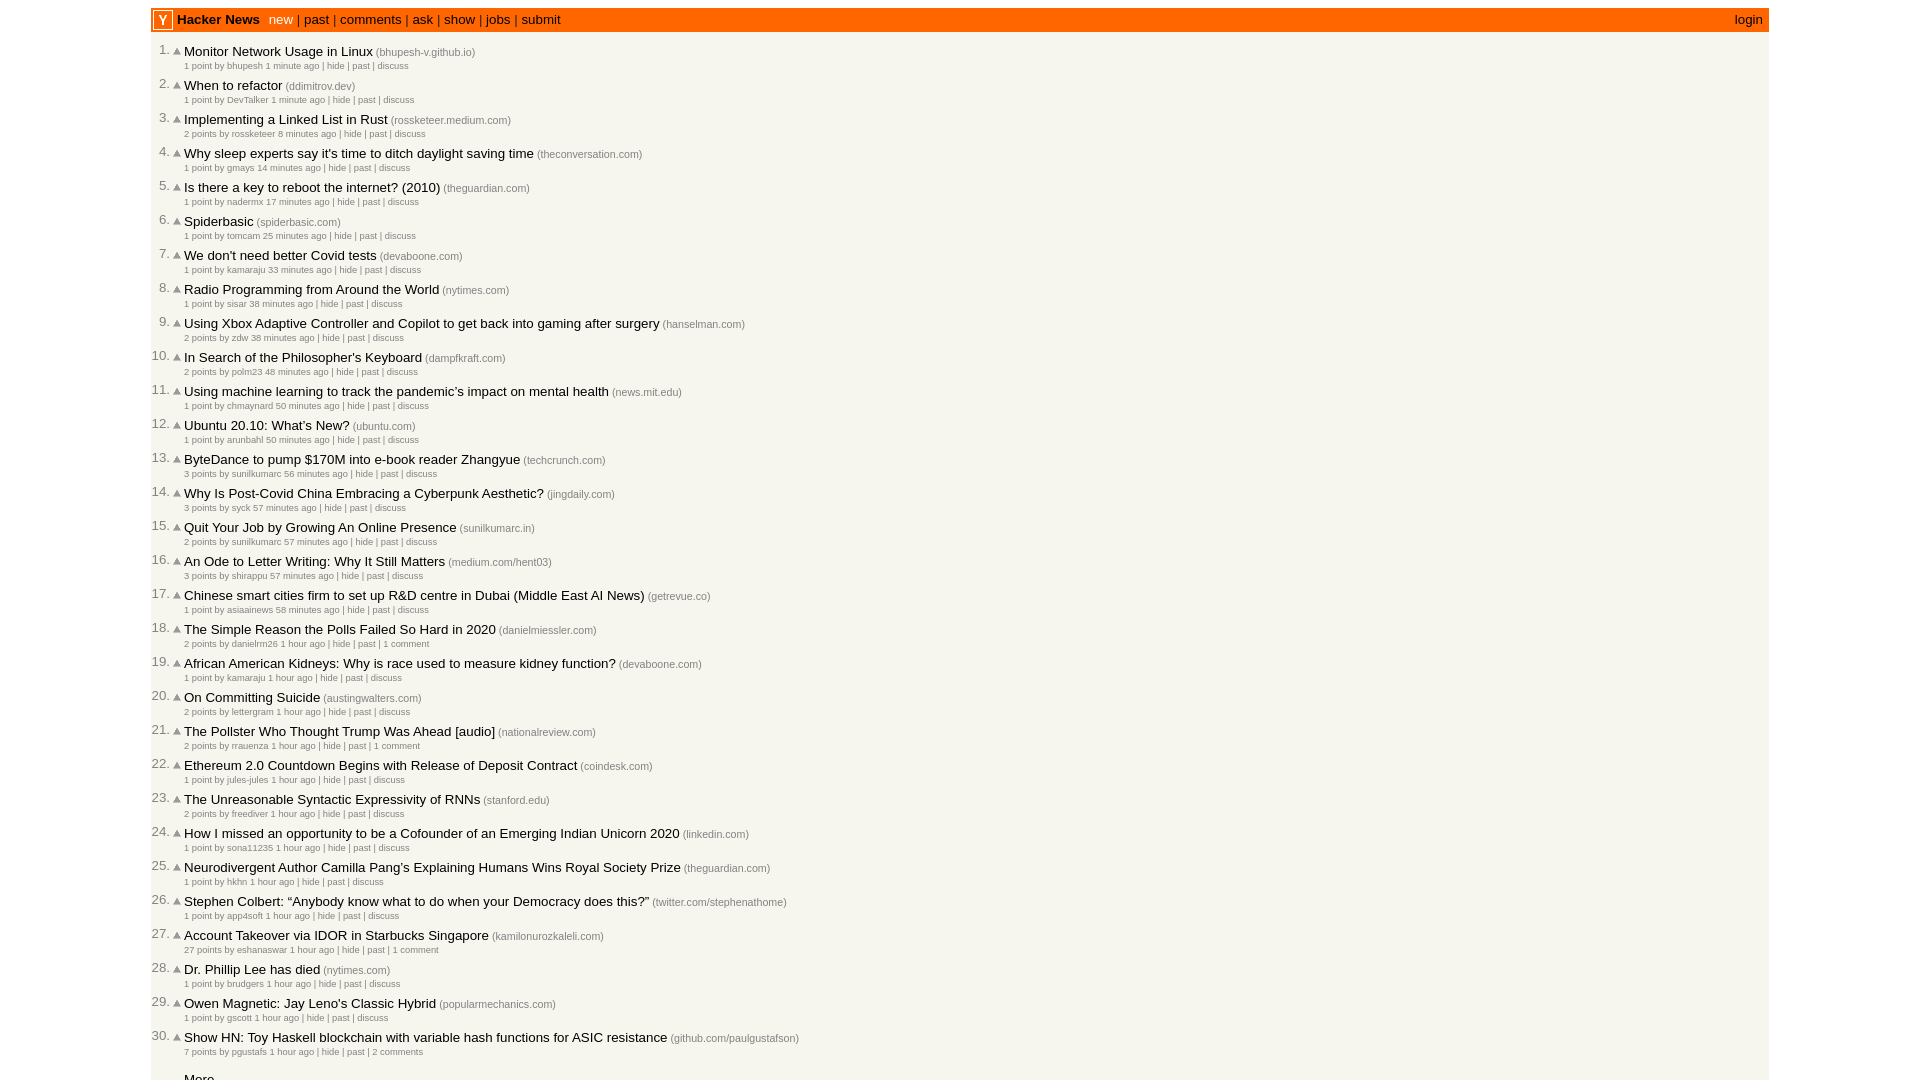 Y Hacker News new | past | comments | ask | show | jobs | submit login
1. Monitor Network Usage in Linux (bhupesh-v.github.io)
1 point by bhupesh 1 minute ago | hide | past | discuss
2. When to refactor (ddimitrov.dev)
1 point by DevTalker 1 minute ago | hide | past | discuss
3. Implementing a Linked List in Rust (rossketeer.medium.com)
2 points by rossketeer 8 minutes ago | hide | past | discuss
4. Why sleep experts say it's time to ditch daylight saving time (theconversation.com)
1 point by gmays 14 minutes ago | hide | past | discuss
5. Is there a key to reboot the internet? (2010) (theguardian.com)
1 point by nadermx 17 minutes ago | hide | past | discuss
6. Spiderbasic (spiderbasic.com)
1 point by tomcam 25 minutes ago | hide | past | discuss
7. We don't need better Covid tests (devaboone.com)
1 point by kamaraju 33 minutes ago | hide | past | discuss
8. Radio Programming from Around the World (nytimes.com)
1 point by sisar 38 minutes ago | hide | past | discuss
9. Using Xbox Adaptive Controller and Copilot to get back into gaming after surgery (hanselman.com)
2 points by zdw 38 minutes ago | hide | past | discuss
10. In Search of the Philosopher's Keyboard (dampfkraft.com)
2 points by polm23 48 minutes ago | hide | past | discuss
11. Using machine learning to track the pandemic’s impact on mental health (news.mit.edu)
1 point by chmaynard 50 minutes ago | hide | past | discuss
12. Ubuntu 20.10: What’s New? (ubuntu.com)
1 point by arunbahl 50 minutes ago | hide | past | discuss
13. ByteDance to pump $170M into e-book reader Zhangyue (techcrunch.com)
3 points by sunilkumarc 56 minutes ago | hide | past | discuss
14. Why Is Post-Covid China Embracing a Cyberpunk Aesthetic? (jingdaily.com)
3 points by syck 57 minutes ago | hide | past | discuss
15. Quit Your Job by Growing An Online Presence (sunilkumarc.in)
2 points by sunilkumarc 57 minutes ago | hide | past | discuss
16. An Ode to Letter Writing: Why It Still Matters (medium.com/hent03)
3 points by shirappu 57 minutes ago | hide | past | discuss
17. Chinese smart cities firm to set up R&D centre in Dubai (Middle East AI News) (getrevue.co)
1 point by asiaainews 58 minutes ago | hide | past | discuss
18. The Simple Reason the Polls Failed So Hard in 2020 (danielmiessler.com)
2 points by danielrm26 1 hour ago | hide | past | 1 comment
19. African American Kidneys: Why is race used to measure kidney function? (devaboone.com)
1 point by kamaraju 1 hour ago | hide | past | discuss
20. On Committing Suicide (austingwalters.com)
2 points by lettergram 1 hour ago | hide | past | discuss
21. The Pollster Who Thought Trump Was Ahead [audio] (nationalreview.com)
2 points by rrauenza 1 hour ago | hide | past | 1 comment
22. Ethereum 2.0 Countdown Begins with Release of Deposit Contract (coindesk.com)
1 point by jules-jules 1 hour ago | hide | past | discuss
23. The Unreasonable Syntactic Expressivity of RNNs (stanford.edu)
2 points by freediver 1 hour ago | hide | past | discuss
24. How I missed an opportunity to be a Cofounder of an Emerging Indian Unicorn 2020 (linkedin.com)
1 point by sona11235 1 hour ago | hide | past | discuss
25. Neurodivergent Author Camilla Pang’s Explaining Humans Wins Royal Society Prize (theguardian.com)
1 point by hkhn 1 hour ago | hide | past | discuss
26. Stephen Colbert: “Anybody know what to do when your Democracy does this?” (twitter.com/stephenathome)
1 point by app4soft 1 hour ago | hide | past | discuss
27. Account Takeover via IDOR in Starbucks Singapore (kamilonurozkaleli.com)
27 points by eshanaswar 1 hour ago | hide | past | 1 comment
28. Dr. Phillip Lee has died (nytimes.com)
1 point by brudgers 1 hour ago | hide | past | discuss
29. Owen Magnetic: Jay Leno's Classic Hybrid (popularmechanics.com)
1 point by gscott 1 hour ago | hide | past | discuss
30. Show HN: Toy Haskell blockchain with variable hash functions for ASIC resistance (github.com/paulgustafson)
7 points by pgustafs 1 hour ago | hide | past | 2 comments
More